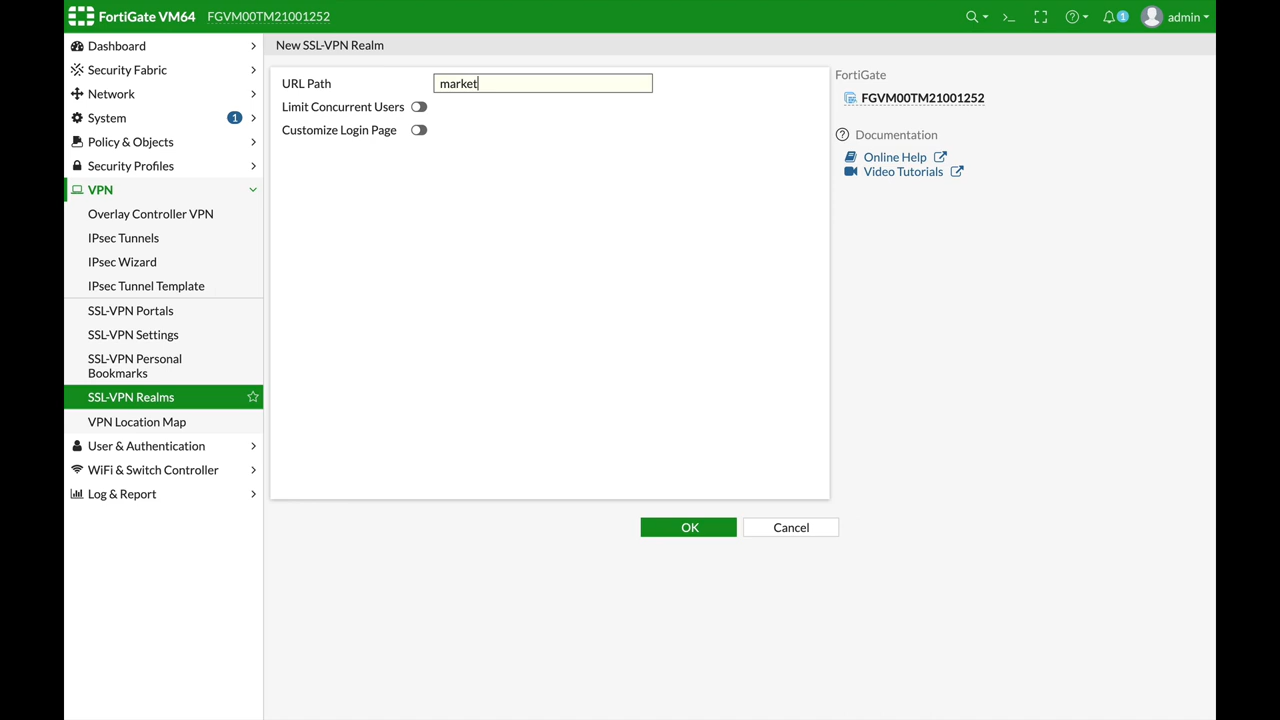 FortiGate VM64 FGVM00TM21001252
1 admin
Dashboard
Security Fabric
Network
System 1
Policy & Objects
Security Profiles
VPN
Overlay Controller VPN
IPsec Tunnels
IPsec Wizard
IPsec Tunnel Template
SSL-VPN Portals
SSL-VPN Settings
SSL-VPN Personal
Bookmarks
SSL-VPN Realms
VPN Location Map
User & Authentication
WiFi & Switch Controller
Log & Report
New SSL-VPN Realm
URL Path market
Limit Concurrent Users
Customize Login Page
OK Cancel
FortiGate
FGVM00TM21001252
Documentation
Online Help
Video Tutorials